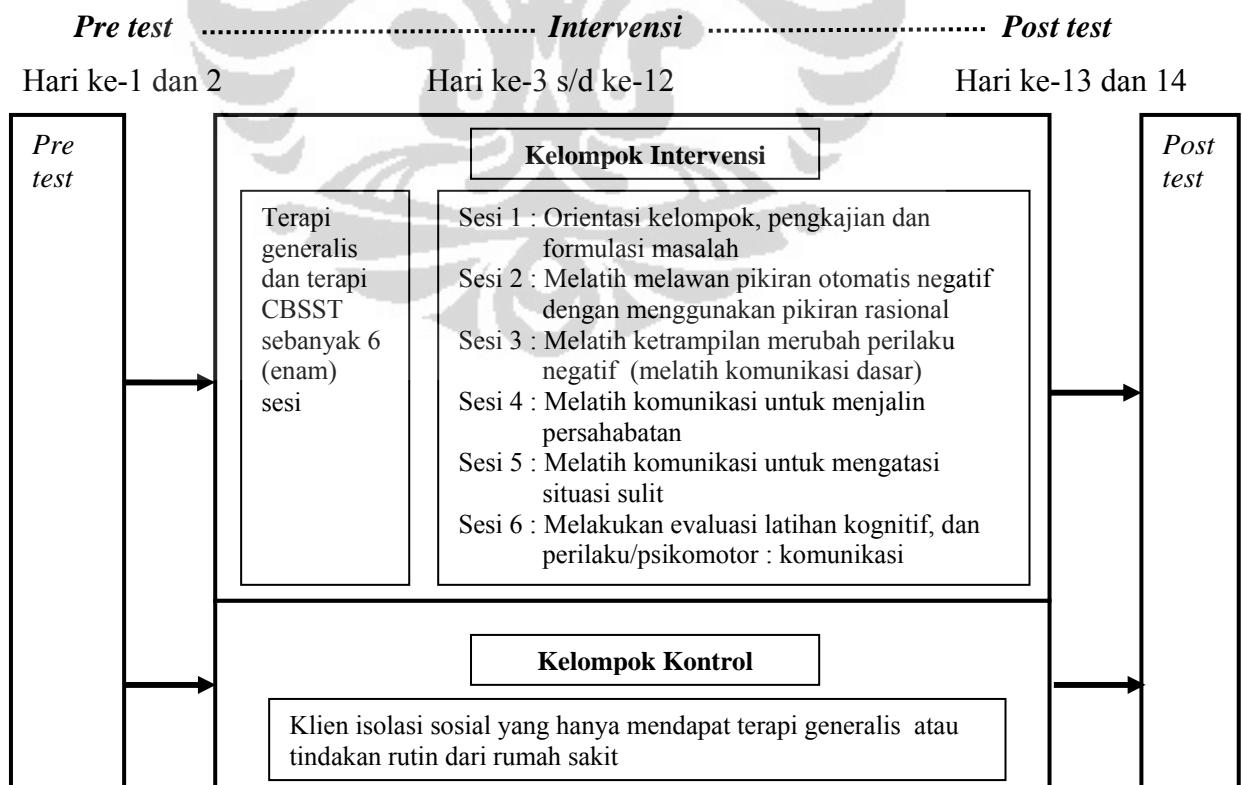 Pre test ........................................ Intervensi ................................. Post test
Hari ke-1 dan 2 Hari ke-3 s/d ke-12 Hari ke-13 dan 14
Pre
test
Kelompok Intervensi
Terapi
generalis
dan terapi
CBSST
sebanyak 6
(enam)
sesi
Sesi 1 : Orientasi kelompok, pengkajian dan
formulasi masalah
Sesi 2 : Melatih melawan pikiran otomatis negatif
dengan menggunakan pikiran rasional
Sesi 3 : Melatih ketrampilan merubah perilaku
negatif (melatih komunikasi dasar)
Sesi 4 : Melatih komunikasi untuk menjalin
persahabatan
Sesi 5 : Melatih komunikasi untuk mengatasi
situasi sulit
Sesi 6 : Melakukan evaluasi latihan kognitif, dan
perilaku/psikomotor : komunikasi
Kelompok Kontrol
Klien isolasi sosial yang hanya mendapat terapi generalis atau
tindakan rutin dari rumah sakit
Post
test